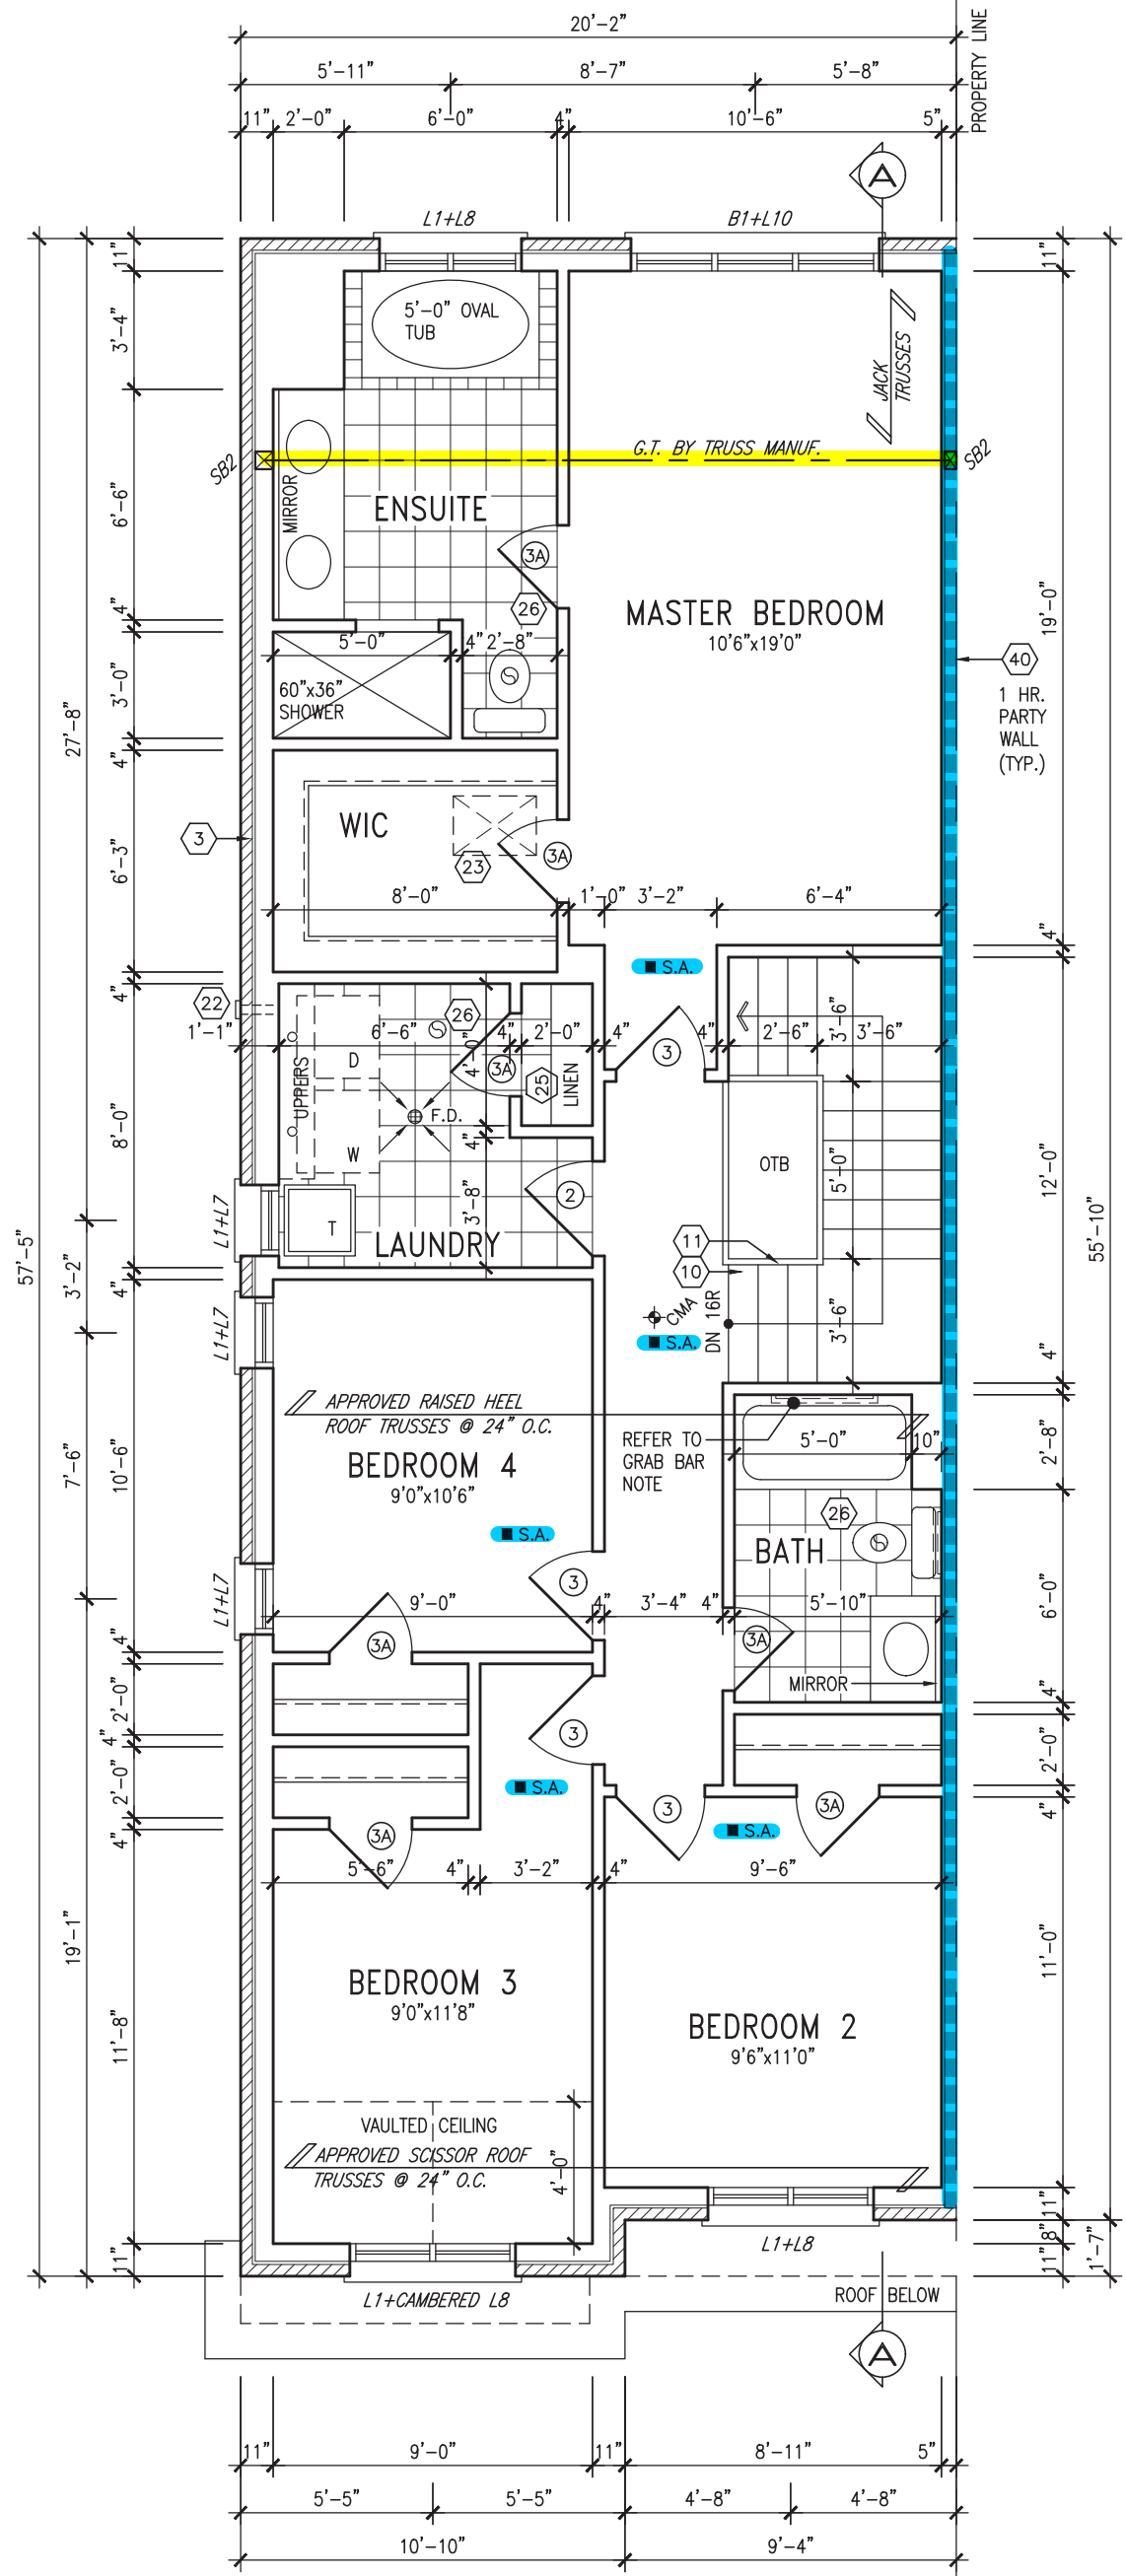 20'-2"
PROPERTY LINE
5'-11"
8'-7"
5'-8"
11"
2'-0"
6'-0"
4"
10'-6"
5"
A
L1+L8
B1+L10
11"
11"
5'-0" OVAL
TUB
3'-4"
JACK
TRUSSES
G.T. BY TRUSS MANUF.
SB2
SB2
MIRROR
6'-6"
ENSUITE
3A
26
MASTER BEDROOM
10'6"x19'0"
19'-0"
4"
5'-0"
4"
2'-8"
40
1 HR.
PARTY
WALL
(TYP.)
60"x36"
SHOWER
3'-0"
27'-8"
4"
WIC
3
23
3A
6'-3"
8'-0"
1'-0"
3'-2"
6'-4"
4"
S.A.
4"
22
1'-1"
6'-6"
26
4"
2'-0"
4"
4"
2'-6"
3'-6"
3'-6"
4'-0"
3
D
3A
25
LINEN
UPPERS
F.D.
8'-0"
4"
W
OTB
5'-0"
12'-0"
2
3'-8"
T
LAUNDRY
L1+L7
11
10
57'-5"
55'-10"
3'-2"
4"
L1+L7
CMA
DN 16R
3'-6"
S.A.
4"
APPROVED RAISED HEEL
ROOF TRUSSES @ 24" O.C.
REFER TO
GRAB BAR
NOTE
5'-0"
10"
2'-8"
7'-6"
10'-6"
BEDROOM 4
9'0"x10'6"
26
S.A.
BATH
3
L1+L7
9'-0"
4"
3'-4"
4"
5'-10"
6'-0"
4"
3A
3A
MIRROR
2'-0"
4"
4"
3
2'-0"
2'-0"
S.A.
3
3A
4"
4"
3A
S.A.
5'-6"
4"
3'-2"
4"
9'-6"
19'-1"
11'-0"
BEDROOM 3
9'0"x11'8"
BEDROOM 2
9'6"x11'0"
11'-8"
VAULTED CEILING
APPROVED SCISSOR ROOF
TRUSSES @ 24" O.C.
4'-0"
11"
L1+L8
11"
8"
11"
1'-7"
L1+CAMBERED L8
ROOF BELOW
A
11"
9'-0"
11"
8'-11"
5"
5'-5"
5'-5"
4'-8"
4'-8"
10'-10"
9'-4"